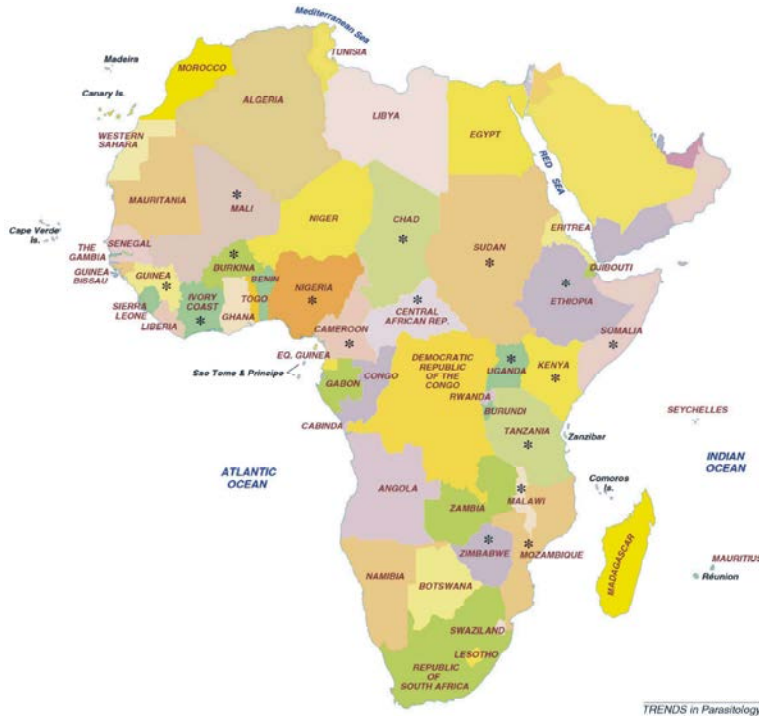 Mediterranean Sea
TUNISIA
Madeira
MOROCCO
Canary Is.
ALGERIA
LIBYA
EGYPT
WESTERN
SAHARA
RED SEA
MAURITANIA
*
MALI
NIGER
CHAD
*
SUDAN
*
ERITREA
Cape Verde
Is.
SENEGAL
THE
GAMBIA
GUINEA
BISSAU
GUINEA
*
*
BURKINA
BENIN
NIGERIA
*
DJIBOUTI
*
ETHIOPIA
SIERRA
LEONE
IVORY
COAST
*
TOGO
GHANA
LIBERIA
*
CENTRAL
AFRICAN REP.
CAMEROON
*
SOMALIA
*
EQ. GUINEA
Sao Tome & Principe
GABON
CONGO
DEMOCRATIC
REPUBLIC
OF THE
CONGO
*
UGANDA
KENYA
*
RWANDA
BURUNDI
CABINDA
TANZANIA
*
Zanzibar
SEYCHELLES
ATLANTIC
OCEAN
INDIAN
OCEAN
ANGOLA
ZAMBIA
*
MALAWI
Comoros
Is.
*
ZIMBABWE
*
MOZAMBIQUE
MADAGASCAR
MAURITIUS
Réunion
NAMIBIA
BOTSWANA
SWAZILAND
LESOTHO
REPUBLIC
OF
SOUTH AFRICA
TRENDS in Parasitology